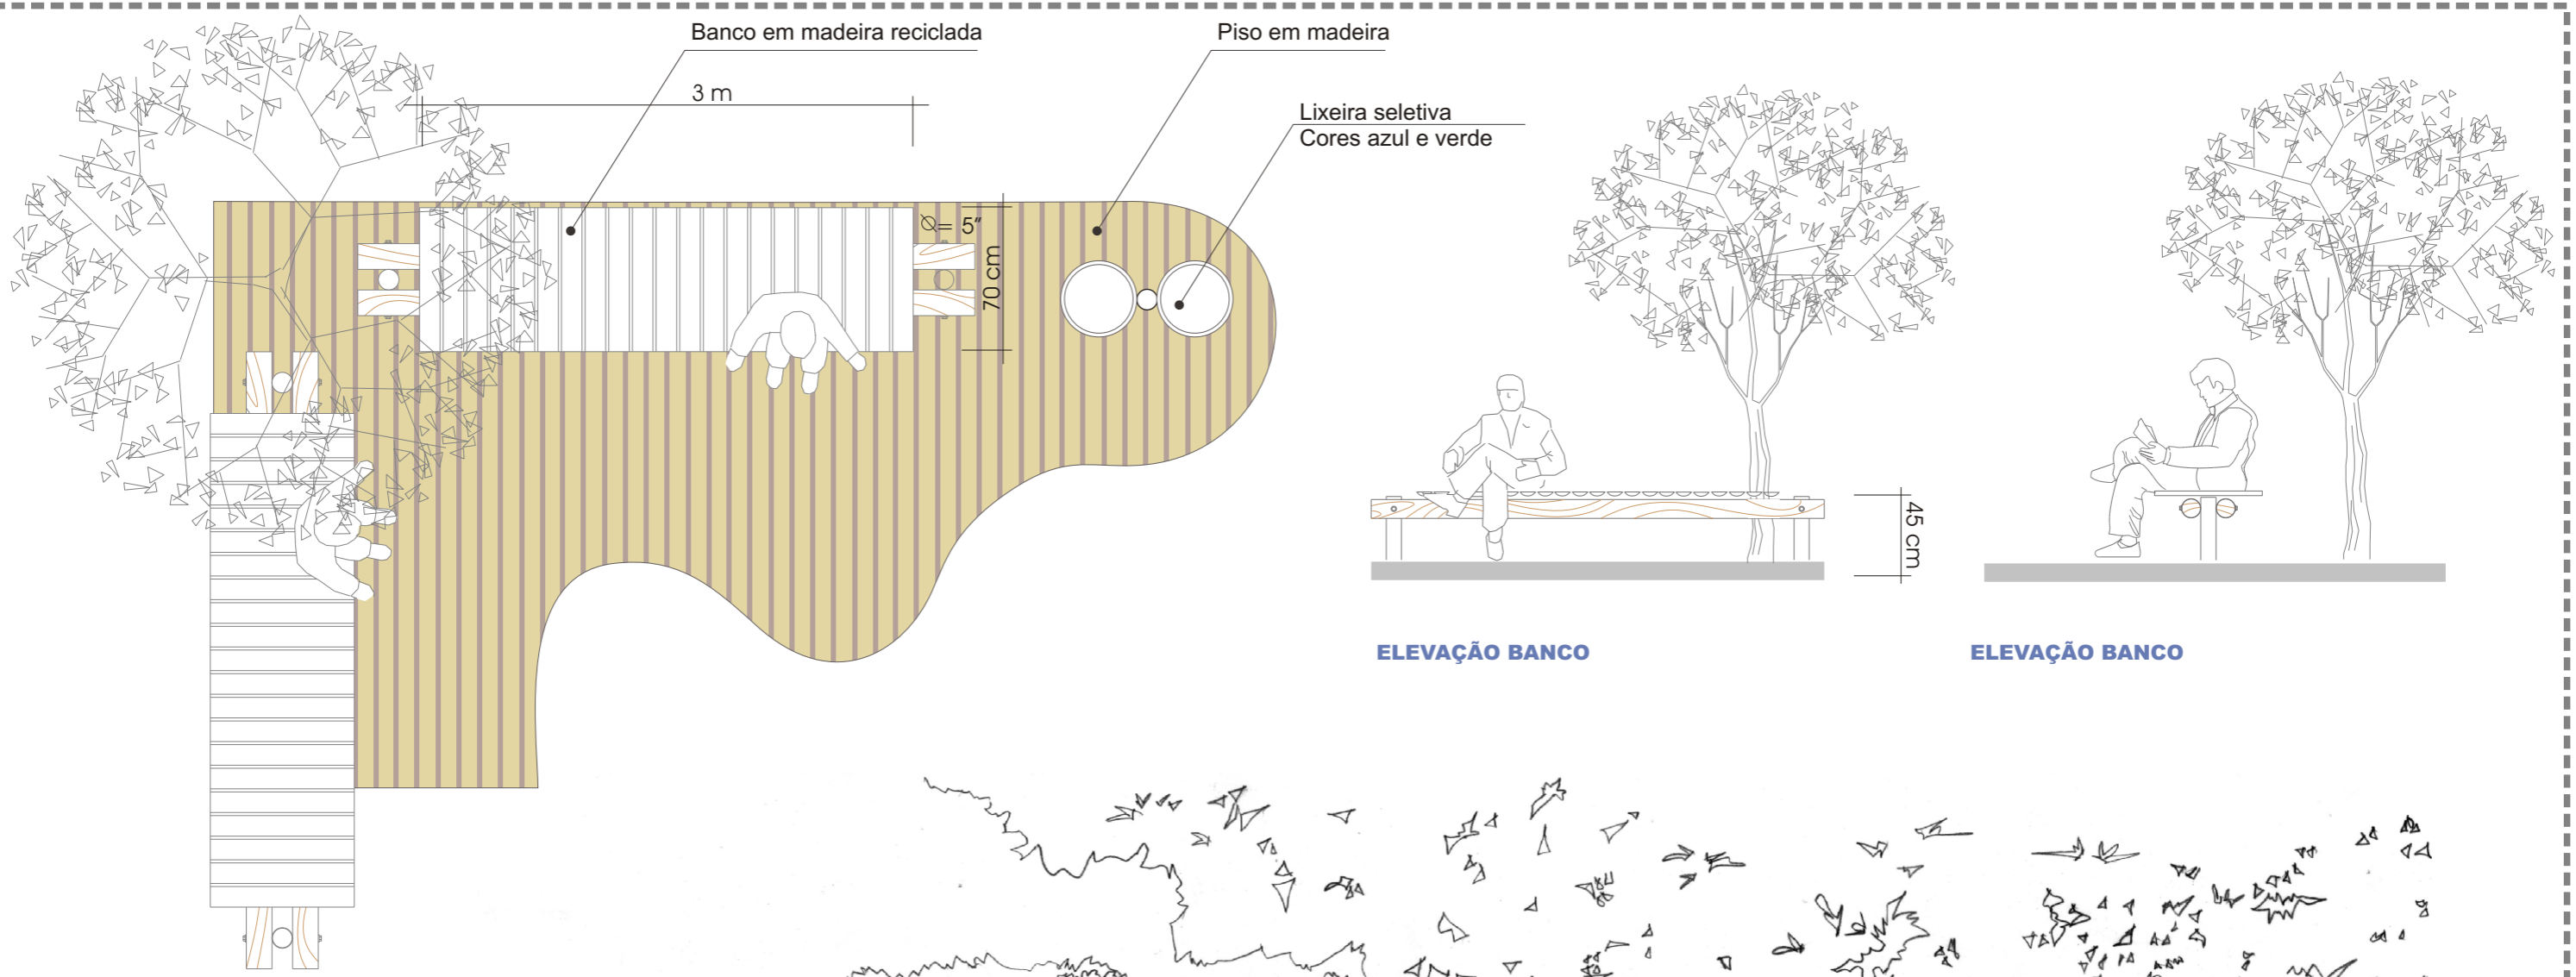 Banco em madeira reciclada
Piso em madeira
3 m
Lixeira seletiva
Cores azul e verde
Ø= 5"
70 cm
45 cm
ELEVAÇÃO BANCO
ELEVAÇÃO BANCO